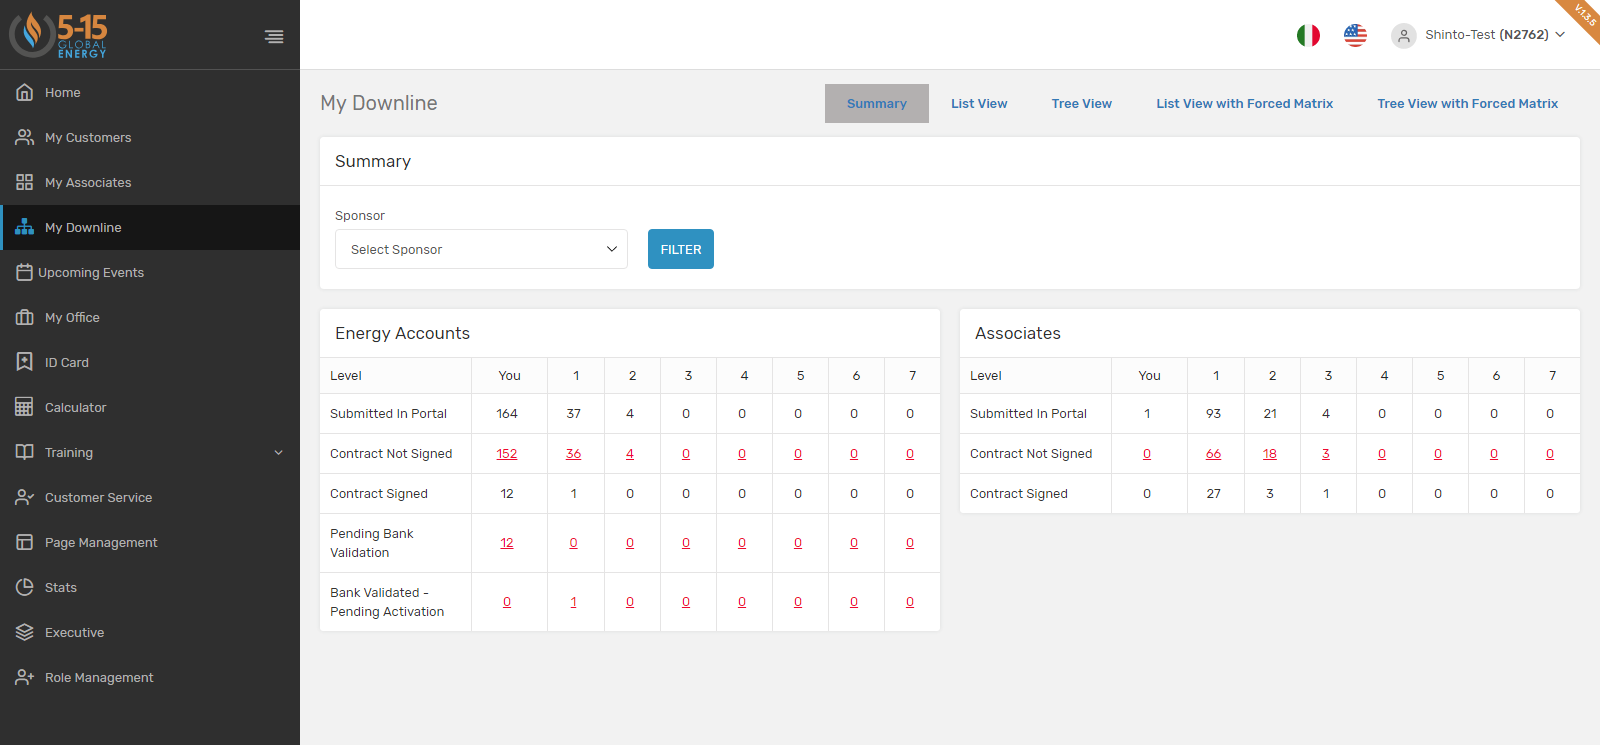 5-15
GLOBAL
ENERGY
Shinto-Test (N2762)
V.1.3.5
Home
My Customers
My Associates
My Downline
Upcoming Events
My Office
ID Card
Calculator
Training
Customer Service
Page Management
Stats
Executive
Role Management
My Downline
Summary List View Tree View List View with Forced Matrix Tree View with Forced Matrix
Summary
Sponsor
Select Sponsor FILTER
Energy Accounts
Level You 1 2 3 4 5 6 7
Submitted In Portal 164 37 4 0 0 0 0 0
Contract Not Signed 152 36 4 0 0 0 0 0
Contract Signed 12 1 0 0 0 0 0 0
Pending Bank
Validation 12 0 0 0 0 0 0 0
Bank Validated -
Pending Activation 0 1 0 0 0 0 0 0
Associates
Level You 1 2 3 4 5 6 7
Submitted In Portal 1 93 21 4 0 0 0 0
Contract Not Signed 0 66 18 3 0 0 0 0
Contract Signed 0 27 3 1 0 0 0 0